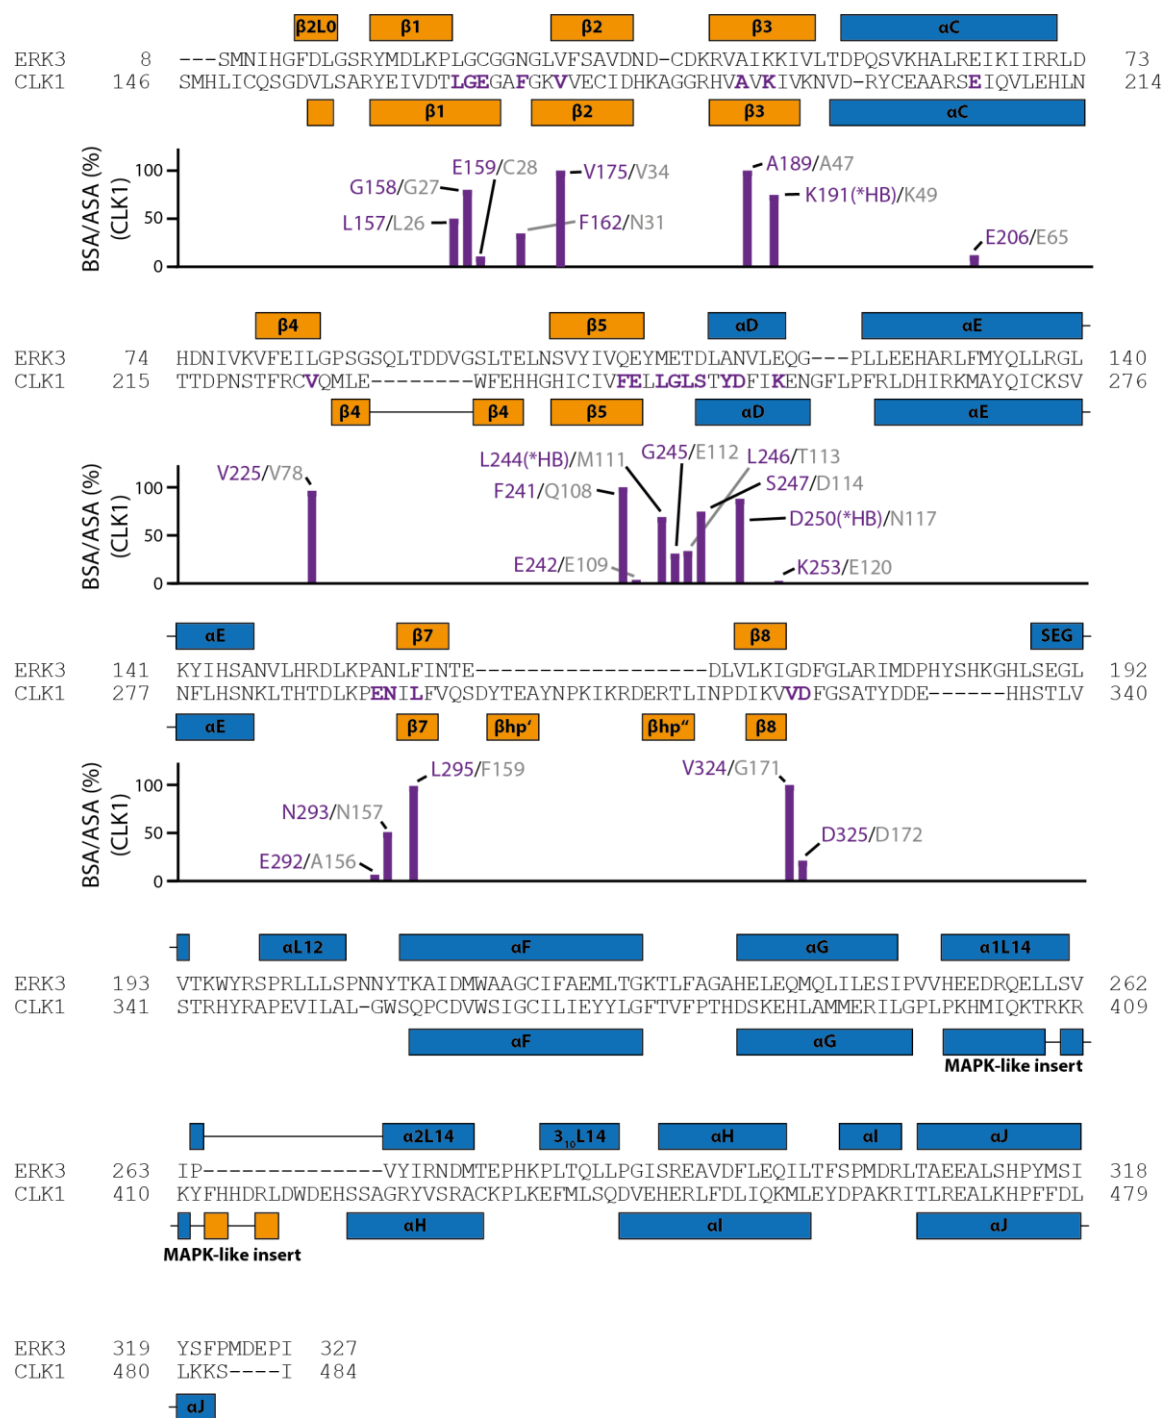 β2L0 β1 β2 β3 αC
ERK3 8 ---SMNIHGFDLGSRYMDLKPLGCGGNGLVFSAVDND-CDKRVAIKKIVLTDPQSVKHALREIKIIRRLD 73
CLK1 146 SMHLICQSGDVLSARYEIVDTLGEGAFGKVVECIDHKAGGRHVAVKIVKNVD-RYCEAARSEIQVLEHLN 214
β1 β2 β3 αC
BSA/ASA (%)
(CLK1)
100
50
0
E159/C28
G158/G27
L157/L26
V175/V34
F162/N31
A189/A47
K191(*HB)/K49
E206/E65
β4 β5 αD αE
ERK3 74 HDNIVKVFEILGPSGSQLTDDVGSLTELNSVYIVQEYMETDLANVLEQG---PLLEEHARLFMYQLLRGL 140
CLK1 215 TTDPNSTFRCVQMLE--------WFEHHGHICIVFELLGLSTYDFIKENGFLPFRLDHIRKMAYQICKSV 276
β4 β4 β5 αD αE
BSA/ASA (%)
(CLK1)
100
50
0
V225/V78
L244(*HB)/M111
G245/E112
L246/T113
F241/Q108
S247/D114
D250(*HB)/N117
E242/E109
K253/E120
αE β7 β8 SEG
ERK3 141 KYIHSANVLHRDLKPANLFINTE------------------DLVLKIGDFGLARIMDPHYSHKGHLSEGL 192
CLK1 277 NFLHSNKLTHTDLKPENILFVQSDYTEAYNPKIKRDERTLINPDIKVVDFGSATYDDE------HHSTLV 340
αE β7 βhp‘ βhp“ β8
BSA/ASA (%)
(CLK1)
100
50
0
L295/F159
V324/G171
N293/N157
D325/D172
E292/A156
αL12 αF αG α1L14
ERK3 193 VTKWYRSPRLLLSPNNYTKAIDMWAAGCIFAEMLTGKTLFAGAHELEQMQLILESIPVVHEEDRQELLSV 262
CLK1 341 STRHYRAPEVILAL-GWSQPCDVWSIGCILIEYYLGFTVFPTHDSKEHLAMMERILGPLPKHMIQKTRKR 409
αF αG
MAPK-like insert
α2L14 3₁₀L14 αH αI αJ
ERK3 263 IP--------------VYIRNDMTEPHKPLTQLLPGISREAVDFLEQILTFSPMDRLTAEEALSHPYMSI 318
CLK1 410 KYFHHDRLDWDEHSSAGRYVSRACKPLKEFMLSQDVEHERLFDLIQKMLEYDPAKRITLREALKHPFFDL 479
αH αI αJ
MAPK-like insert
ERK3 319 YSFPMDEPI 327
CLK1 480 LKKS----I 484
αJ